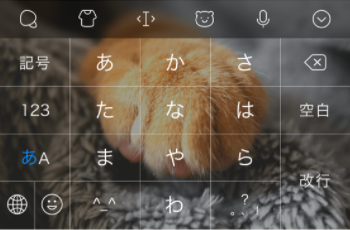 記号 あ か さ
123 た な は 空白
あA ま や ら 改行
^_^ わ 。、?!